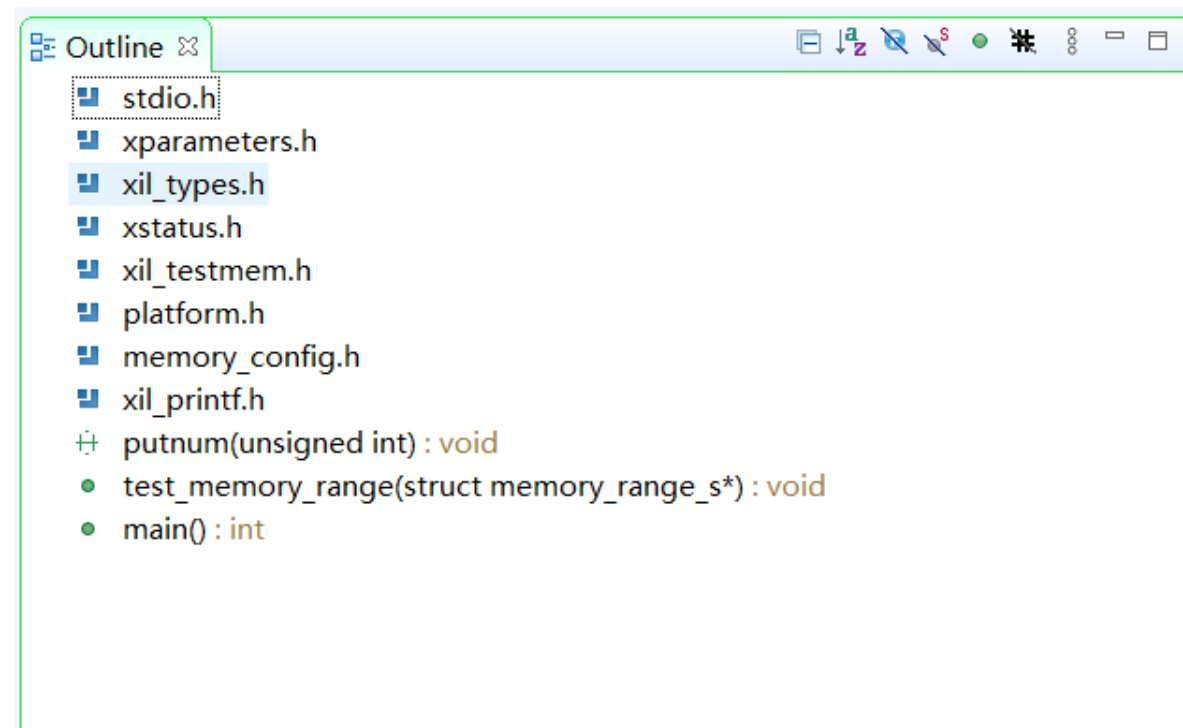 Outline
stdio.h
xparameters.h
xil_types.h
xstatus.h
xil_testmem.h
platform.h
memory_config.h
xil_printf.h
putnum(unsigned int) : void
test_memory_range(struct memory_range_s*) : void
main() : int